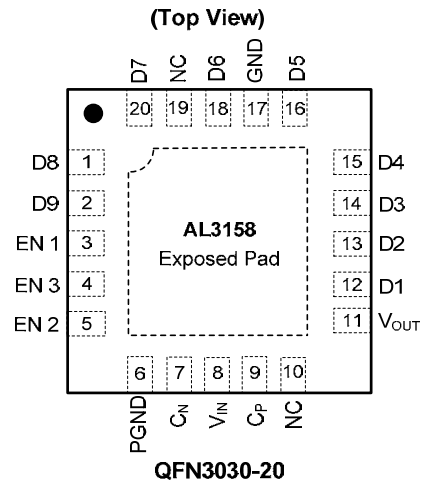 (Top View)
D7 NC D6 GND D5
20 19 18 17 16
D8 1 15 D4
D9 2 14 D3
EN 1 3 13 D2
EN 3 4 12 D1
EN 2 5 11 VOUT
AL3158
Exposed Pad
6 7 8 9 10
PGND CN VIN CP NC
QFN3030-20